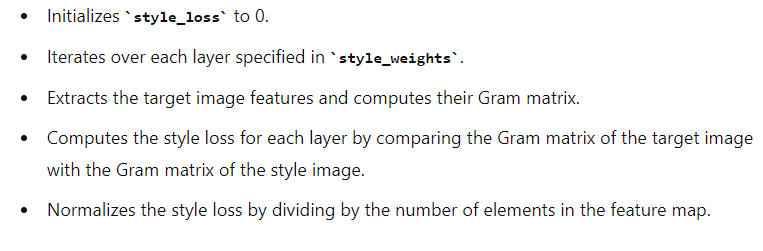 • Initializes `style_loss` to 0.
• Iterates over each layer specified in `style_weights`.
• Extracts the target image features and computes their Gram matrix.
• Computes the style loss for each layer by comparing the Gram matrix of the target image
with the Gram matrix of the style image.
• Normalizes the style loss by dividing by the number of elements in the feature map.